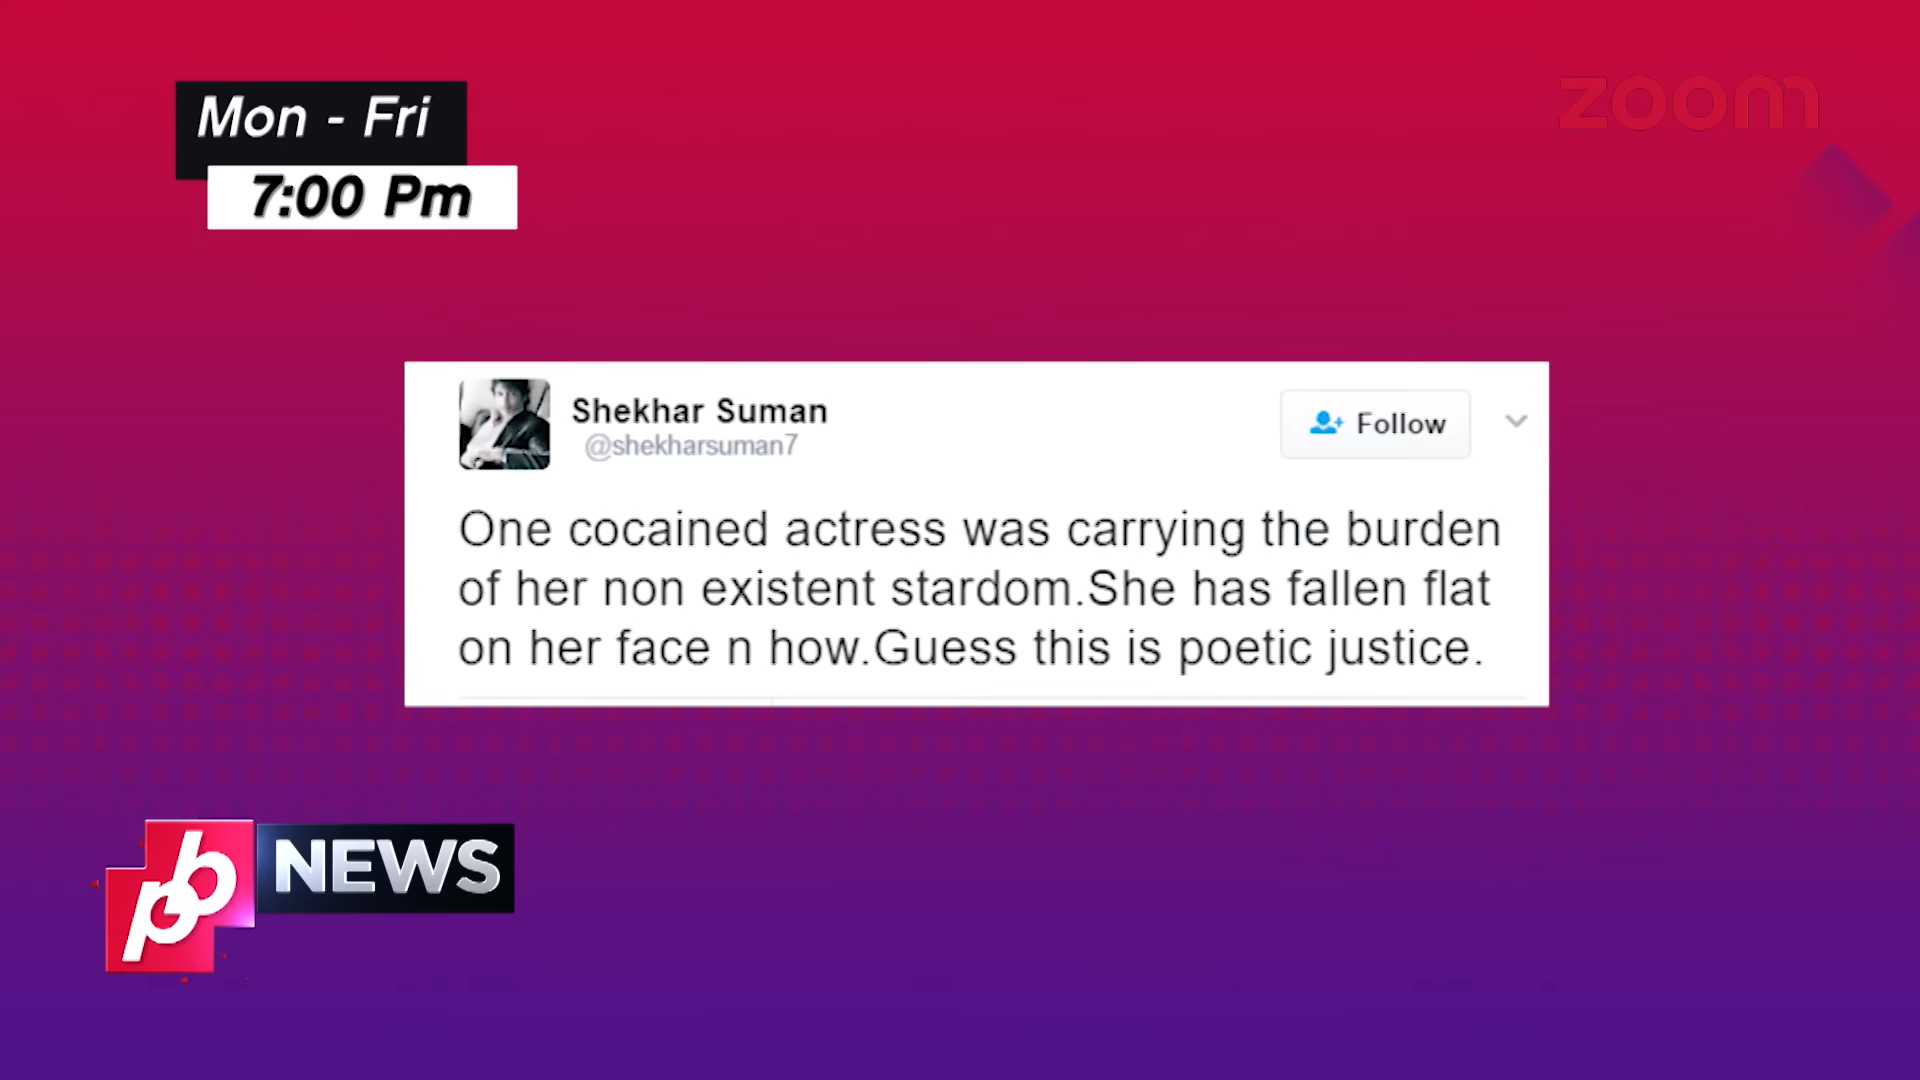 Mon - Fri
7:00 Pm
zoom
Shekhar Suman
@shekharsuman7
Follow
One cocained actress was carrying the burden
of her non existent stardom.She has fallen flat
on her face n how.Guess this is poetic justice.
pb NEWS